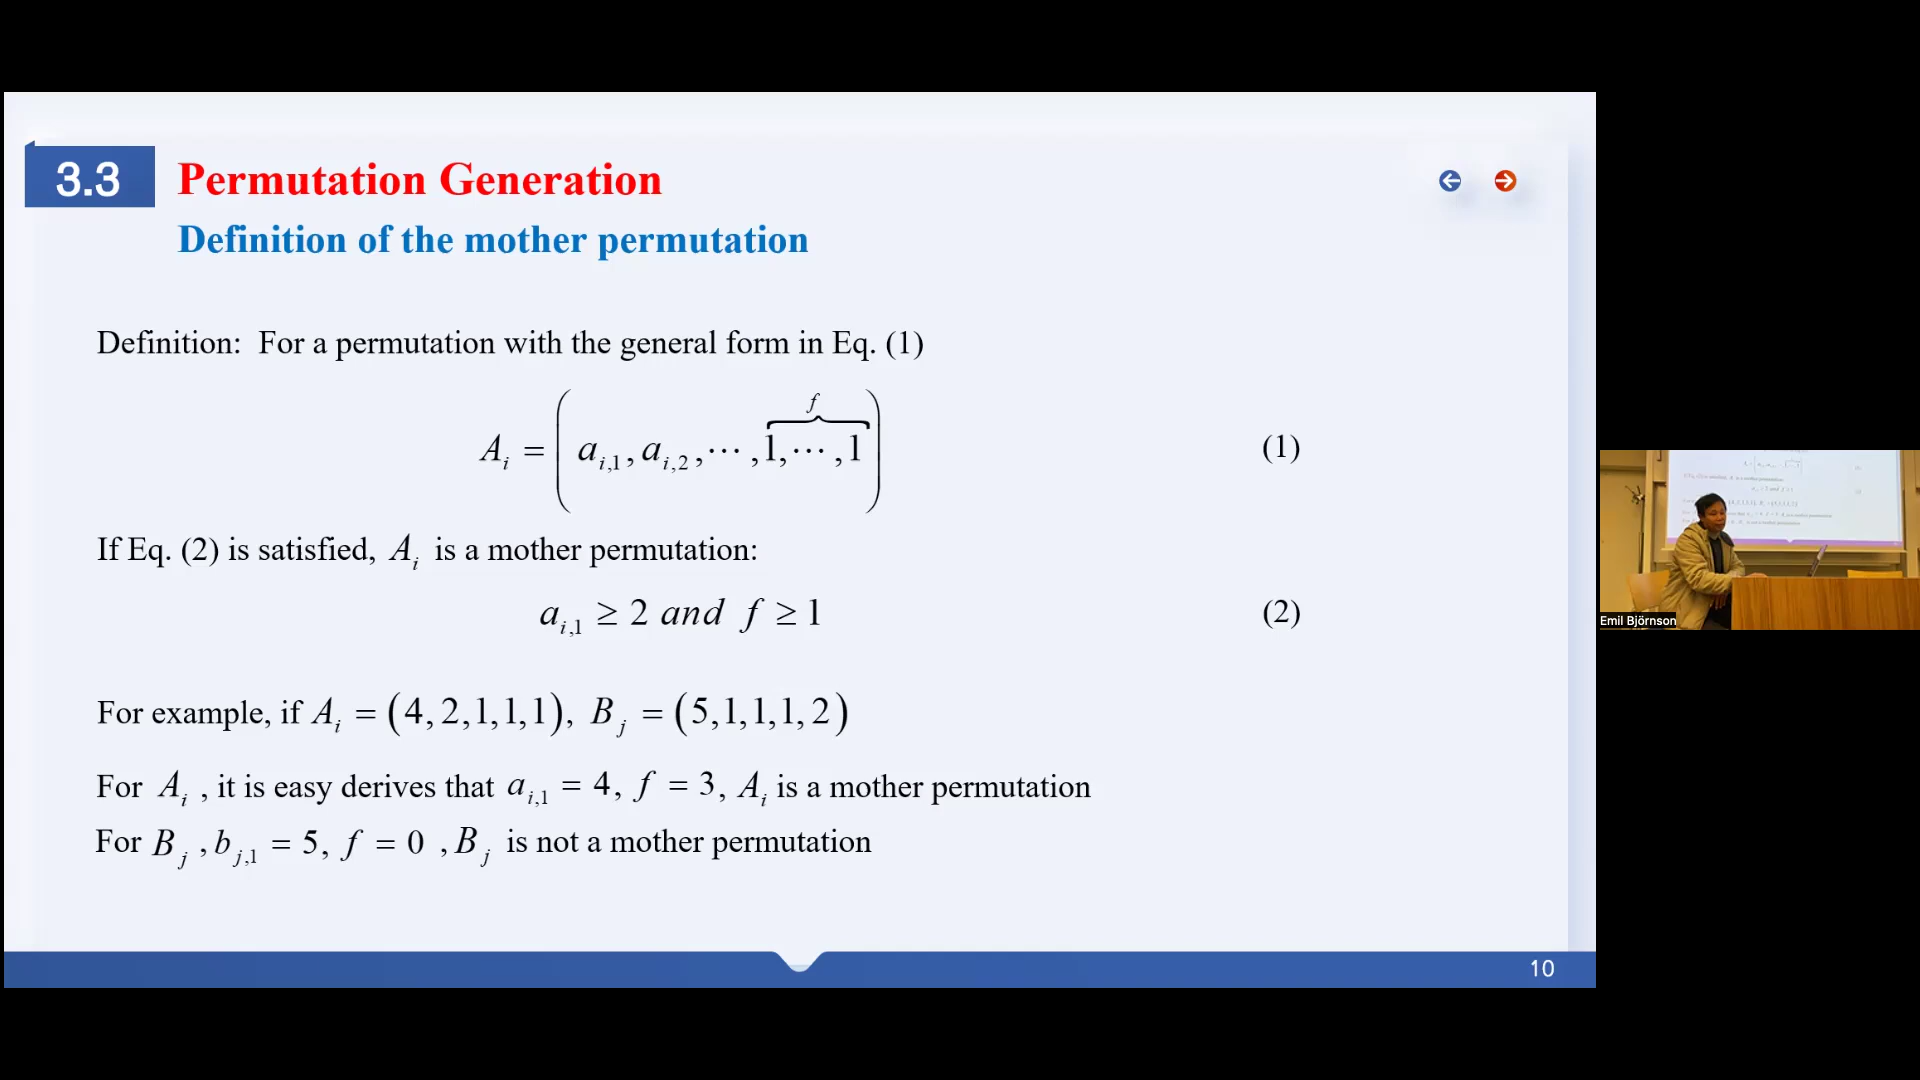 3.3
Permutation Generation
Definition of the mother permutation
Definition: For a permutation with the general form in Eq. (1)
A_i = ( a_{i,1}, a_{i,2}, ⋯ , \overbrace{1, ⋯ , 1}^{f} ) (1)
If Eq. (2) is satisfied, A_i is a mother permutation:
a_{i,1} ≥ 2 and f ≥ 1 (2)
For example, if A_i = (4, 2, 1, 1, 1), B_j = (5, 1, 1, 1, 2)
For A_i , it is easy derives that a_{i,1} = 4, f = 3, A_i is a mother permutation
For B_j , b_{j,1} = 5, f = 0 , B_j is not a mother permutation
10
Emil Björnson